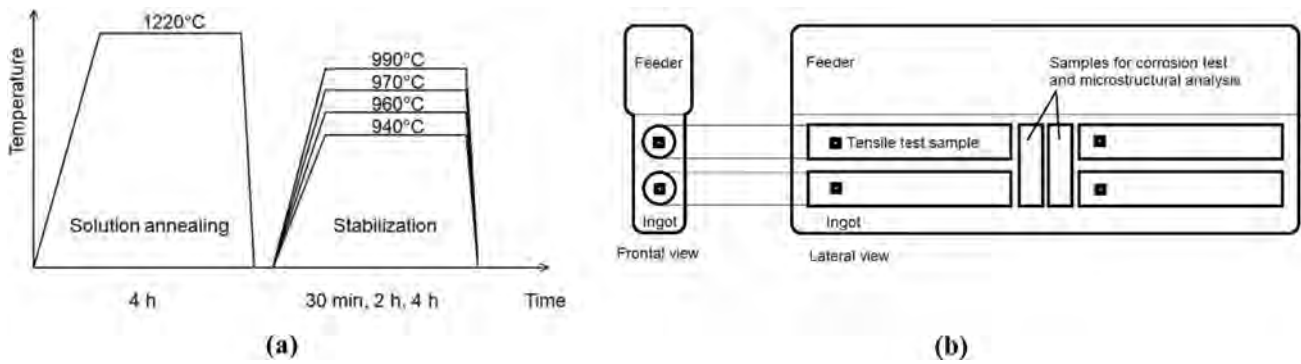 Temperature
1220°C
990°C
970°C
960°C
940°C
Solution annealing
Stabilization
4 h
30 min, 2 h, 4 h
Time
(a)
Feeder
Ingot
Frontal view
Feeder
Samples for corrosion test
and microstructural analysis
Tensile test sample
Ingot
Lateral view
(b)